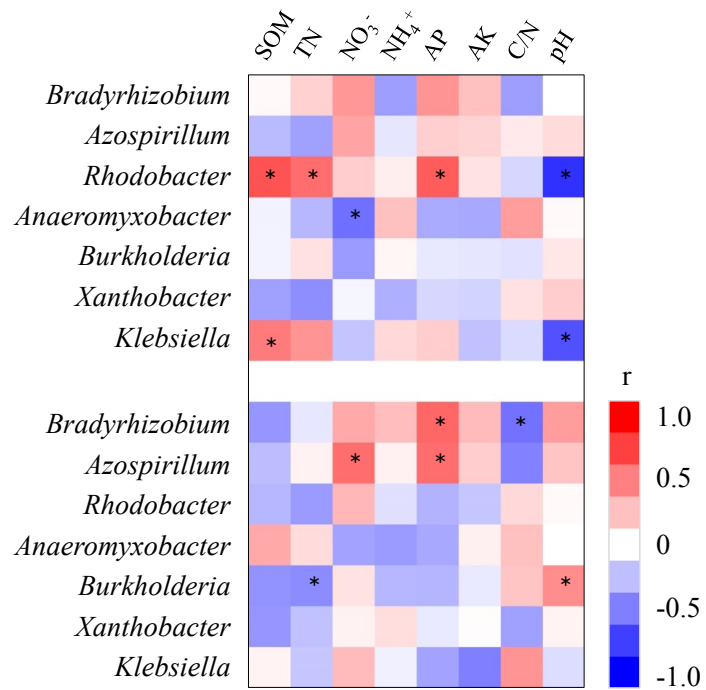 SOM TN NO₃⁻ NH₄⁺ AP AK C/N pH
Bradyrhizobium
Azospirillum
Rhodobacter * * * *
Anaeromyxobacter *
Burkholderia
Xanthobacter
Klebsiella * *
r
Bradyrhizobium * *
Azospirillum * *
Rhodobacter
Anaeromyxobacter
Burkholderia * *
Xanthobacter
Klebsiella
1.0
0.5
0
-0.5
-1.0